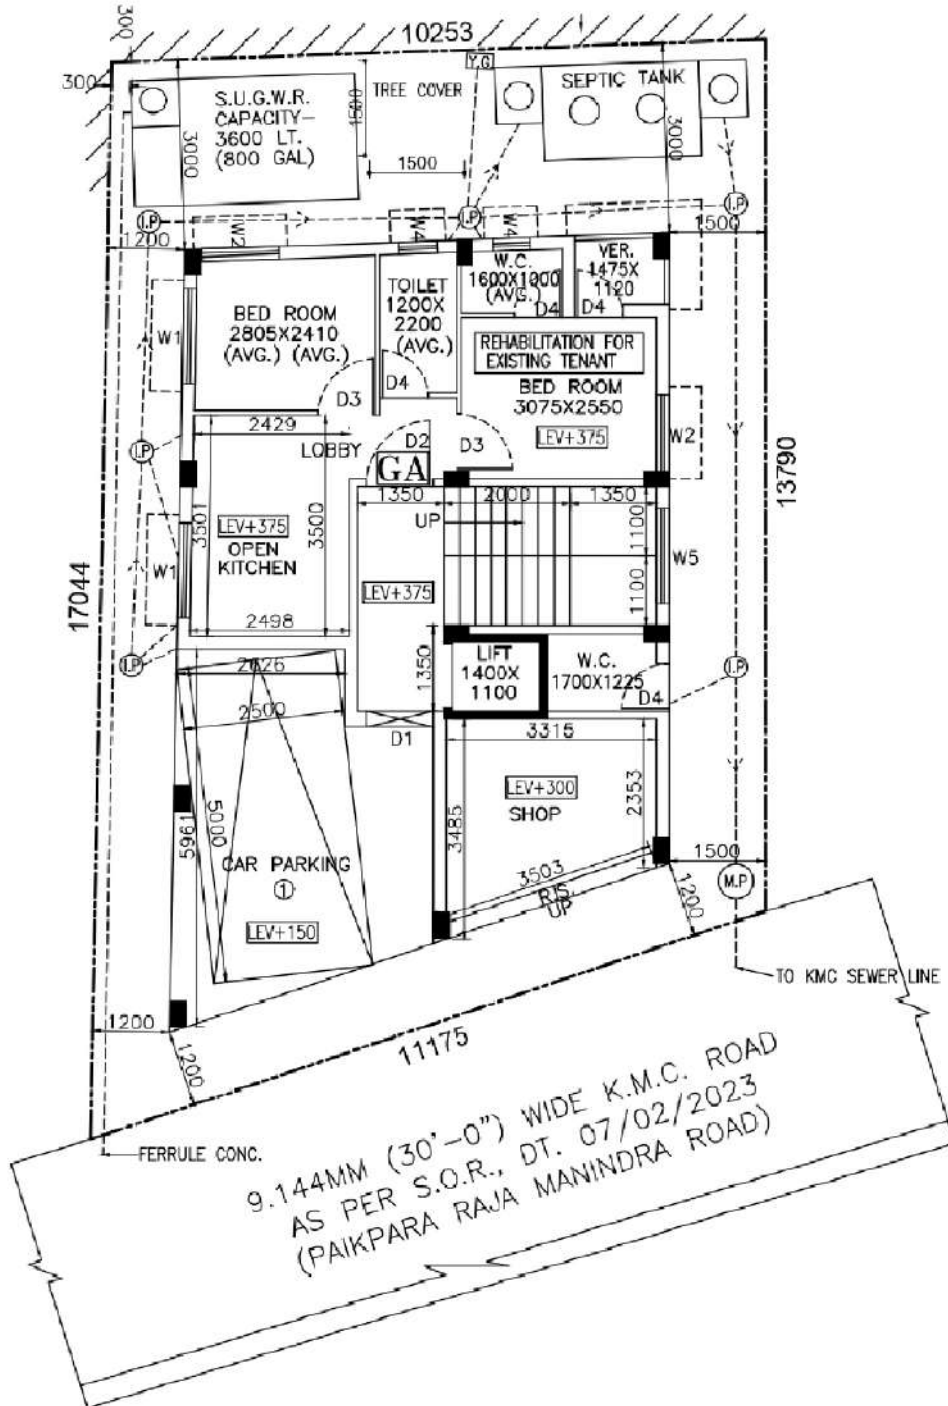 300
10253
300
Y.G
S.U.G.W.R.
CAPACITY-
3600 LT.
(800 GAL)
3000
1500
TREE COVER
1500
SEPTIC TANK
3000
I.P
I.P
I.P
1200
W2
W4
W4
1500
BED ROOM
2805X2410
(AVG.) (AVG.)
TOILET
1200X
2200
(AVG.)
W.C.
1600X1000
(AVG.)
D4
VER.
1475X
1120
D4
W1
D3
D4
REHABILITATION FOR
EXISTING TENANT
BED ROOM
3075X2550
LEV+375
W2
2429
LOBBY
D2
D3
GA
I.P
13790
1350
2000
1350
UP
3501
LEV+375
OPEN
KITCHEN
3500
1100
1100
W5
W1
17044
LEV+375
2498
I.P
2626
2500
1350
LIFT
1400X
1100
W.C.
1700X1225
D4
I.P
D1
3315
LEV+300
SHOP
3485
2353
5961
5000
CAR PARKING
1
LEV+150
3503
RIS.
UP
1500
M.P
1200
TO KMC SEWER LINE
1200
1200
11175
FERRULE CONC.
9.144MM (30'-0") WIDE K.M.C. ROAD
AS PER S.O.R., DT. 07/02/2023
(PAIKPARA RAJA MANINDRA ROAD)